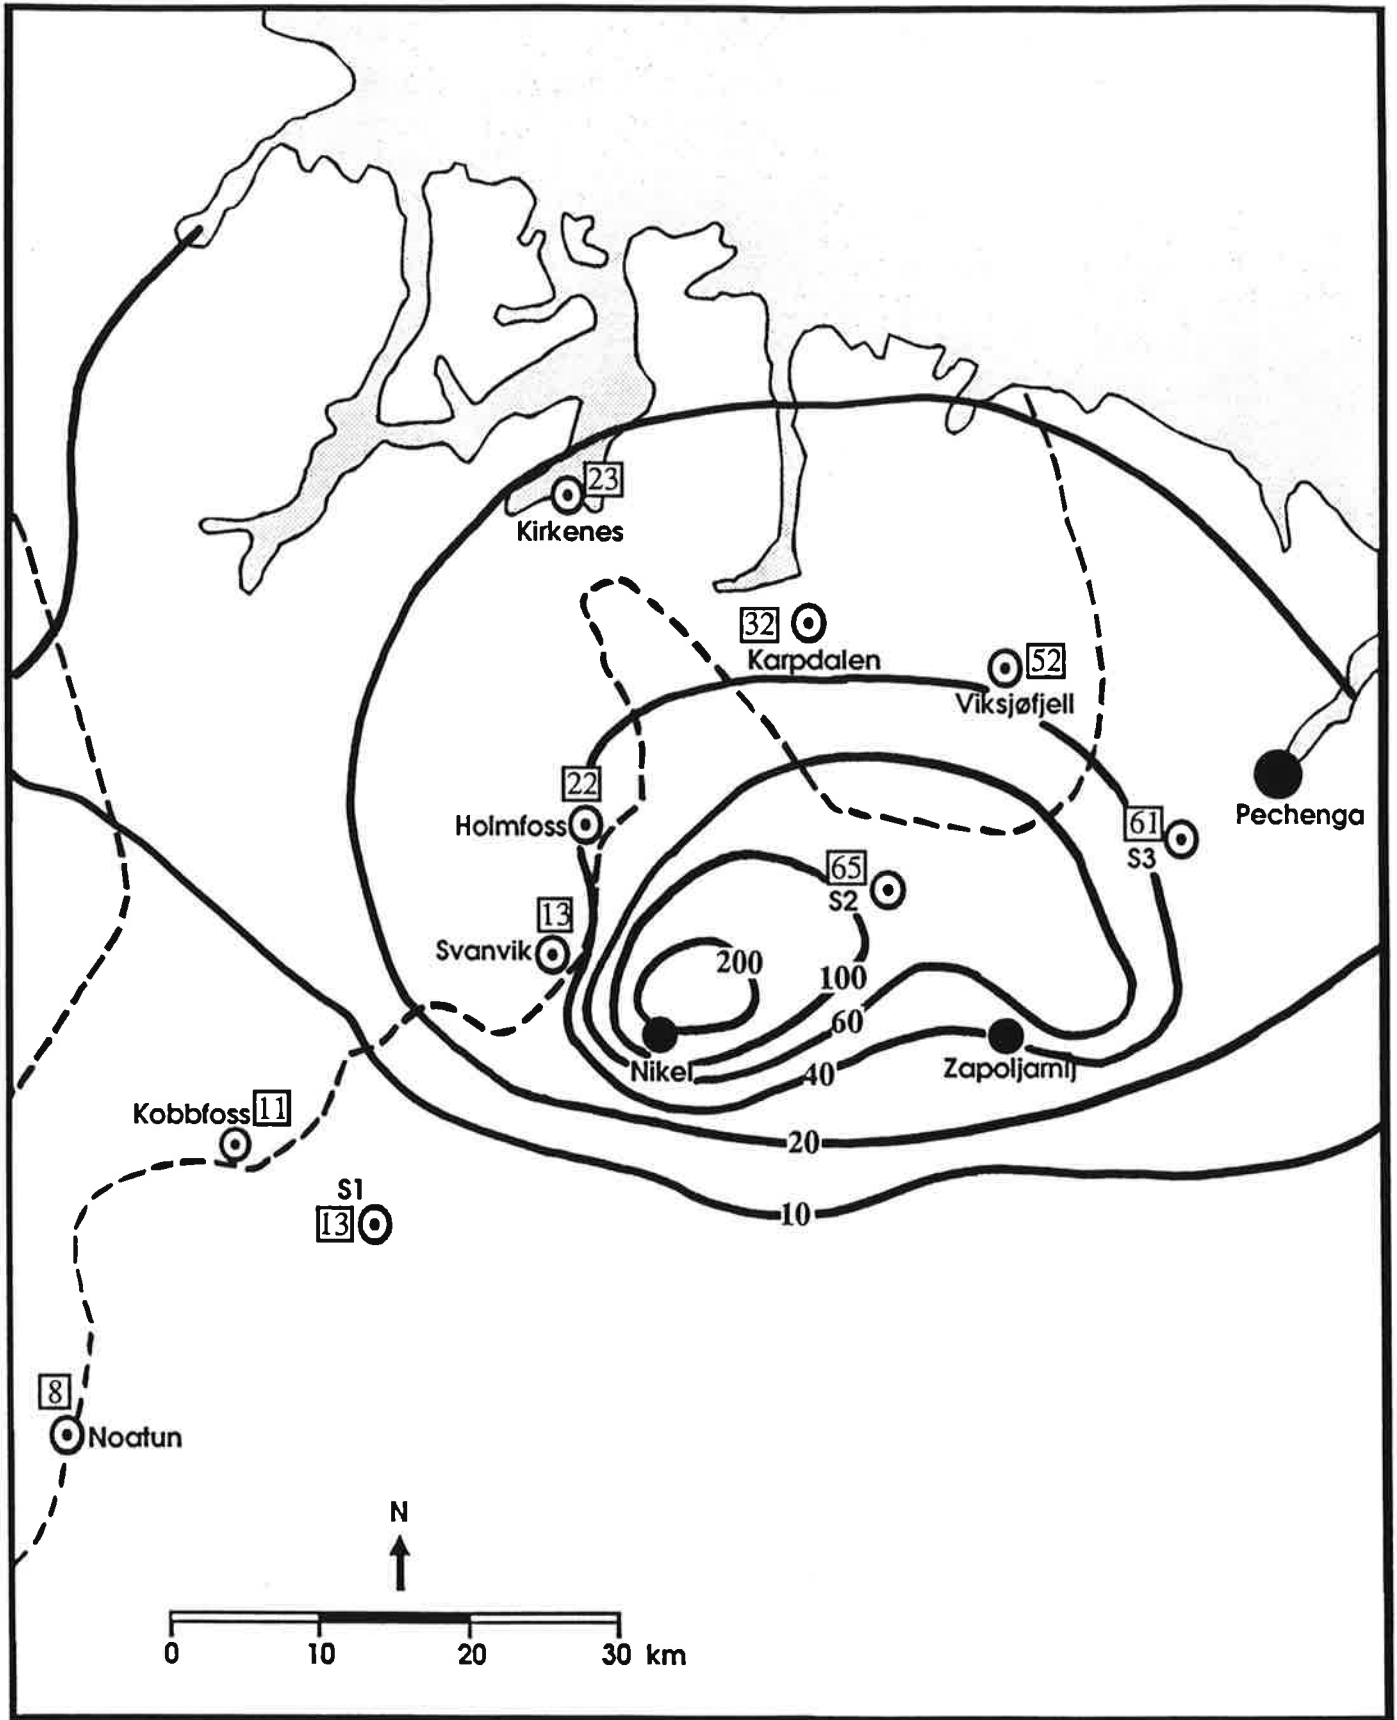 23
Kirkenes
32
Karpdalen
52
Viksjøfjell
22
Holmfoss
Pechenga
61
S3
65
S2
13
Svanvik
200
100
60
Nikel
40
Zapoljarnij
Kobbfoss 11
20
S1
13
10
8
Noatun
N
0 10 20 30 km